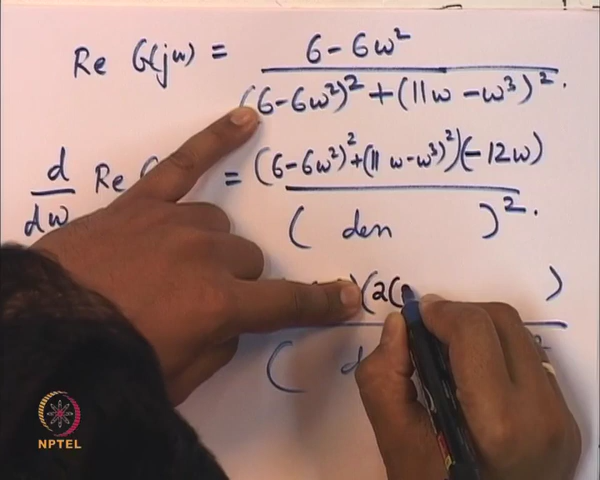 Re G(jω) = 6 - 6ω² / (6-6ω²)² + (11ω - ω³)².
d/dω Re = (6-6ω²)² + (11ω-ω³)²)(-12ω) / ( den )².
)(2( ) / (
NPTEL